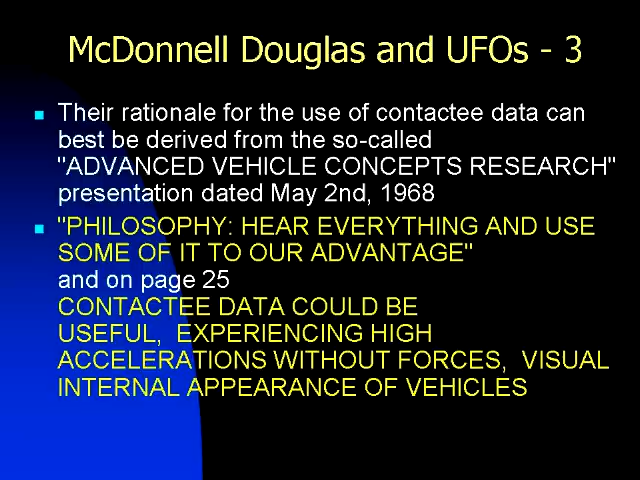 McDonnell Douglas and UFOs - 3
Their rationale for the use of contactee data can
best be derived from the so-called
"ADVANCED VEHICLE CONCEPTS RESEARCH"
presentation dated May 2nd, 1968
"PHILOSOPHY: HEAR EVERYTHING AND USE
SOME OF IT TO OUR ADVANTAGE"
and on page 25
CONTACTEE DATA COULD BE
USEFUL, EXPERIENCING HIGH
ACCELERATIONS WITHOUT FORCES, VISUAL
INTERNAL APPEARANCE OF VEHICLES